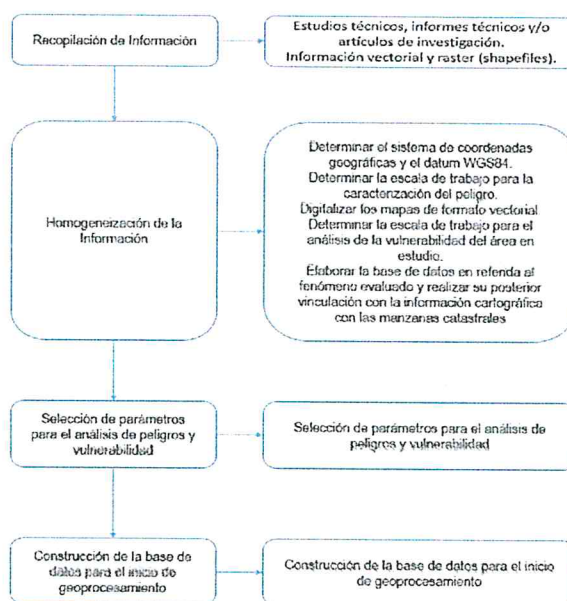 Recopilación de Información
Estudios técnicos, informes técnicos y/o
artículos de investigación.
Información vectorial y raster (shapefiles).
Homogeneización de la
Información
Determinar el sistema de coordenadas
geográficas y el datum WGS84.
Determinar la escala de trabajo para la
caracterización del peligro.
Digitalizar los mapas de formato vectorial
Determinar la escala de trabajo para el
análisis de la vulnerabilidad del área en
estudio.
Elaborar la base de datos en referida al
fenómeno evaluado y realizar su posterior
vinculación con la información cartográfica
con las manzanas catastrales
Selección de parámetros
para el análisis de peligros y
vulnerabilidad
Selección de parámetros para el análisis de
peligros y vulnerabilidad
Construcción de la base de
datos para el inicio de
geoprocesamiento
Construcción de la base de datos para el inicio
de geoprocesamiento